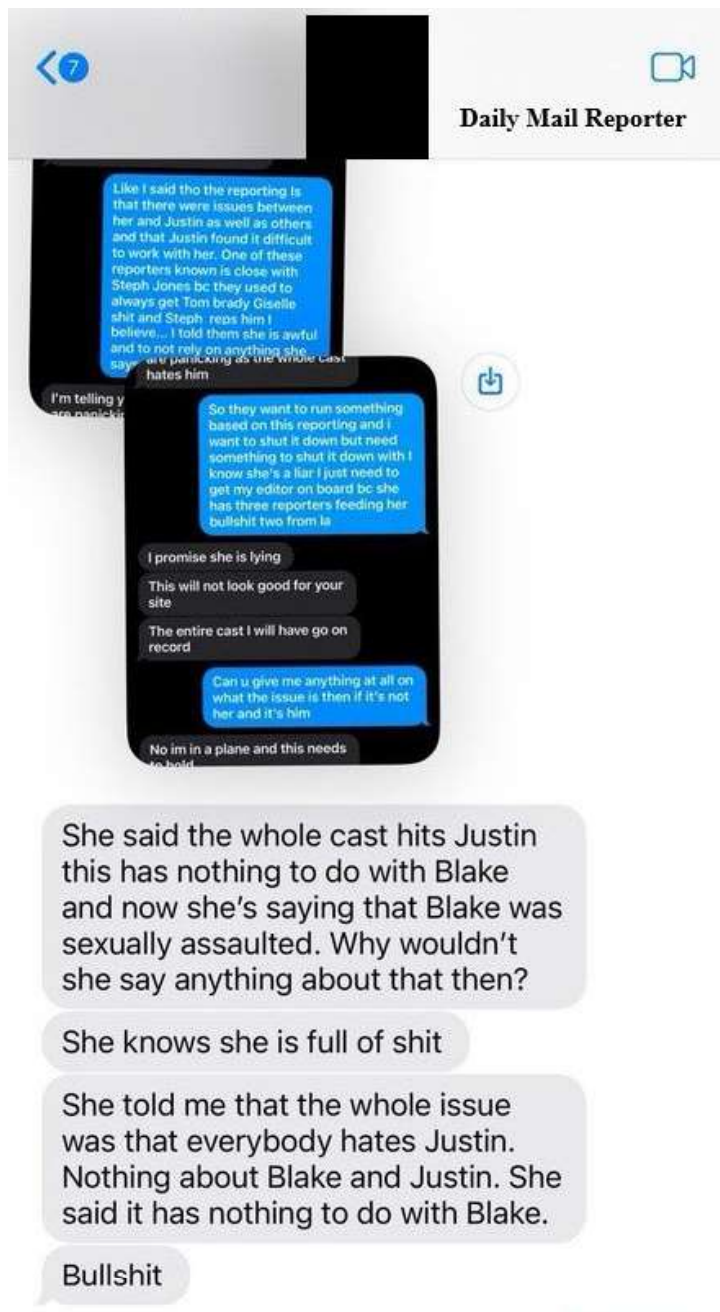 7
Daily Mail Reporter
Like I said tho the reporting Is
that there were issues between
her and Justin as well as others
and that Justin found it difficult
to work with her. One of these
reporters known is close with
Steph Jones bc they used to
always get Tom brady Giselle
shit and Steph reps him I
believe... I told them she is awful
and to not rely on anything she
says
I'm telling y
are panickin
are panicking as the whole cast
hates him
So they want to run something
based on this reporting and i
want to shut it down but need
something to shut it down with I
know she's a liar I just need to
get my editor on board bc she
has three reporters feeding her
bullshit two from la
I promise she is lying
This will not look good for your
site
The entire cast I will have go on
record
Can u give me anything at all on
what the issue is then if it's not
her and it's him
No im in a plane and this needs
to hold
She said the whole cast hits Justin
this has nothing to do with Blake
and now she's saying that Blake was
sexually assaulted. Why wouldn't
she say anything about that then?
She knows she is full of shit
She told me that the whole issue
was that everybody hates Justin.
Nothing about Blake and Justin. She
said it has nothing to do with Blake.
Bullshit